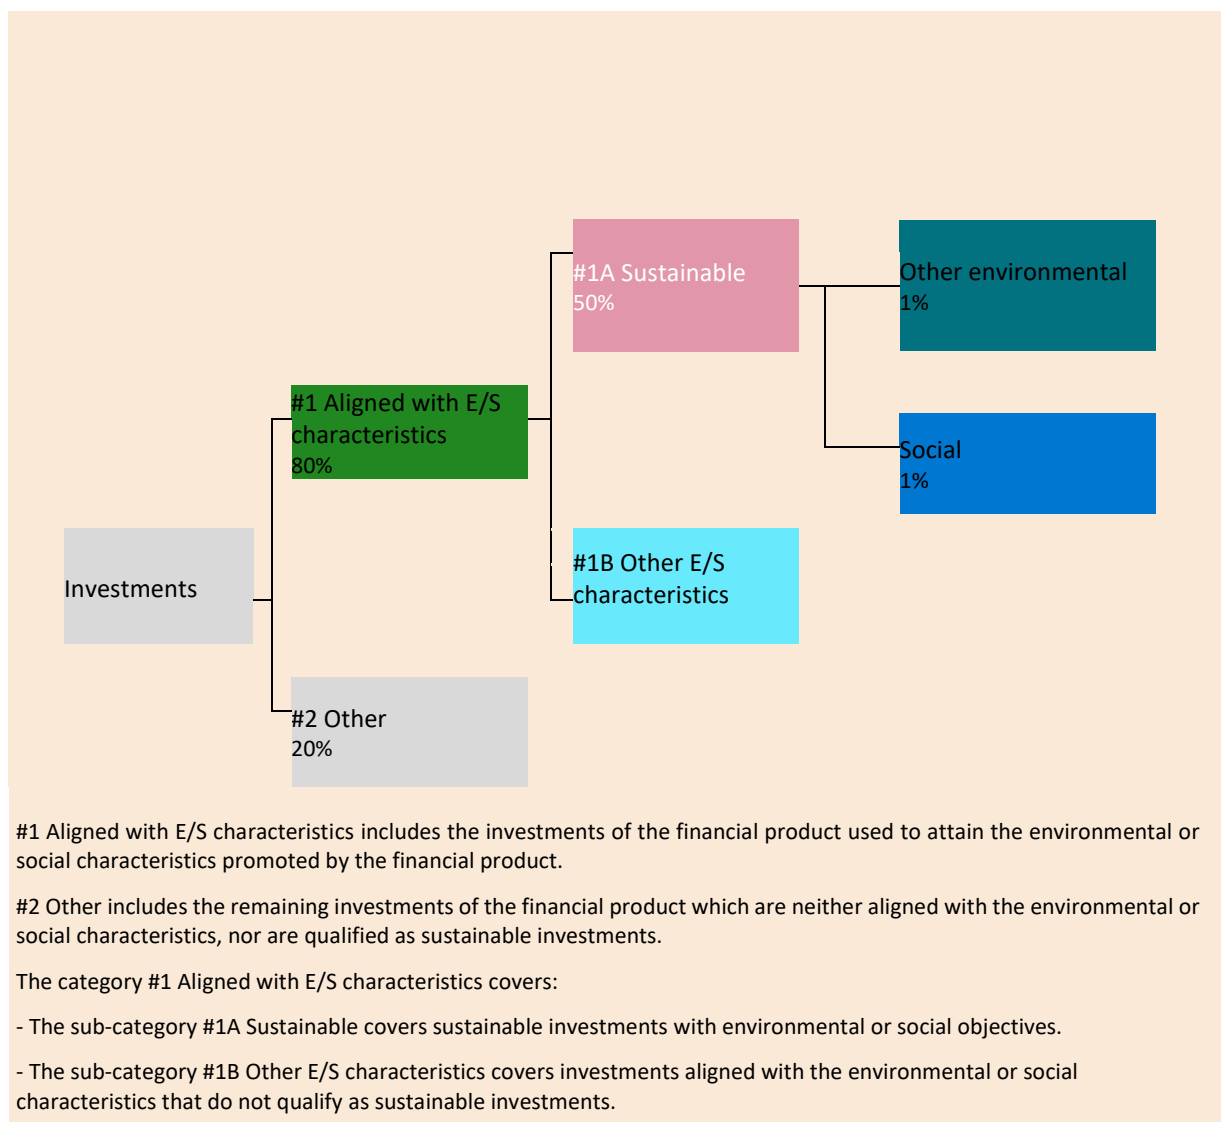 #1A Sustainable
50%
Other environmental
1%
#1 Aligned with E/S
characteristics
80%
Social
1%
Investments
#1B Other E/S
characteristics
#2 Other
20%
#1 Aligned with E/S characteristics includes the investments of the financial product used to attain the environmental or
social characteristics promoted by the financial product.
#2 Other includes the remaining investments of the financial product which are neither aligned with the environmental or
social characteristics, nor are qualified as sustainable investments.
The category #1 Aligned with E/S characteristics covers:
- The sub-category #1A Sustainable covers sustainable investments with environmental or social objectives.
- The sub-category #1B Other E/S characteristics covers investments aligned with the environmental or social
characteristics that do not qualify as sustainable investments.